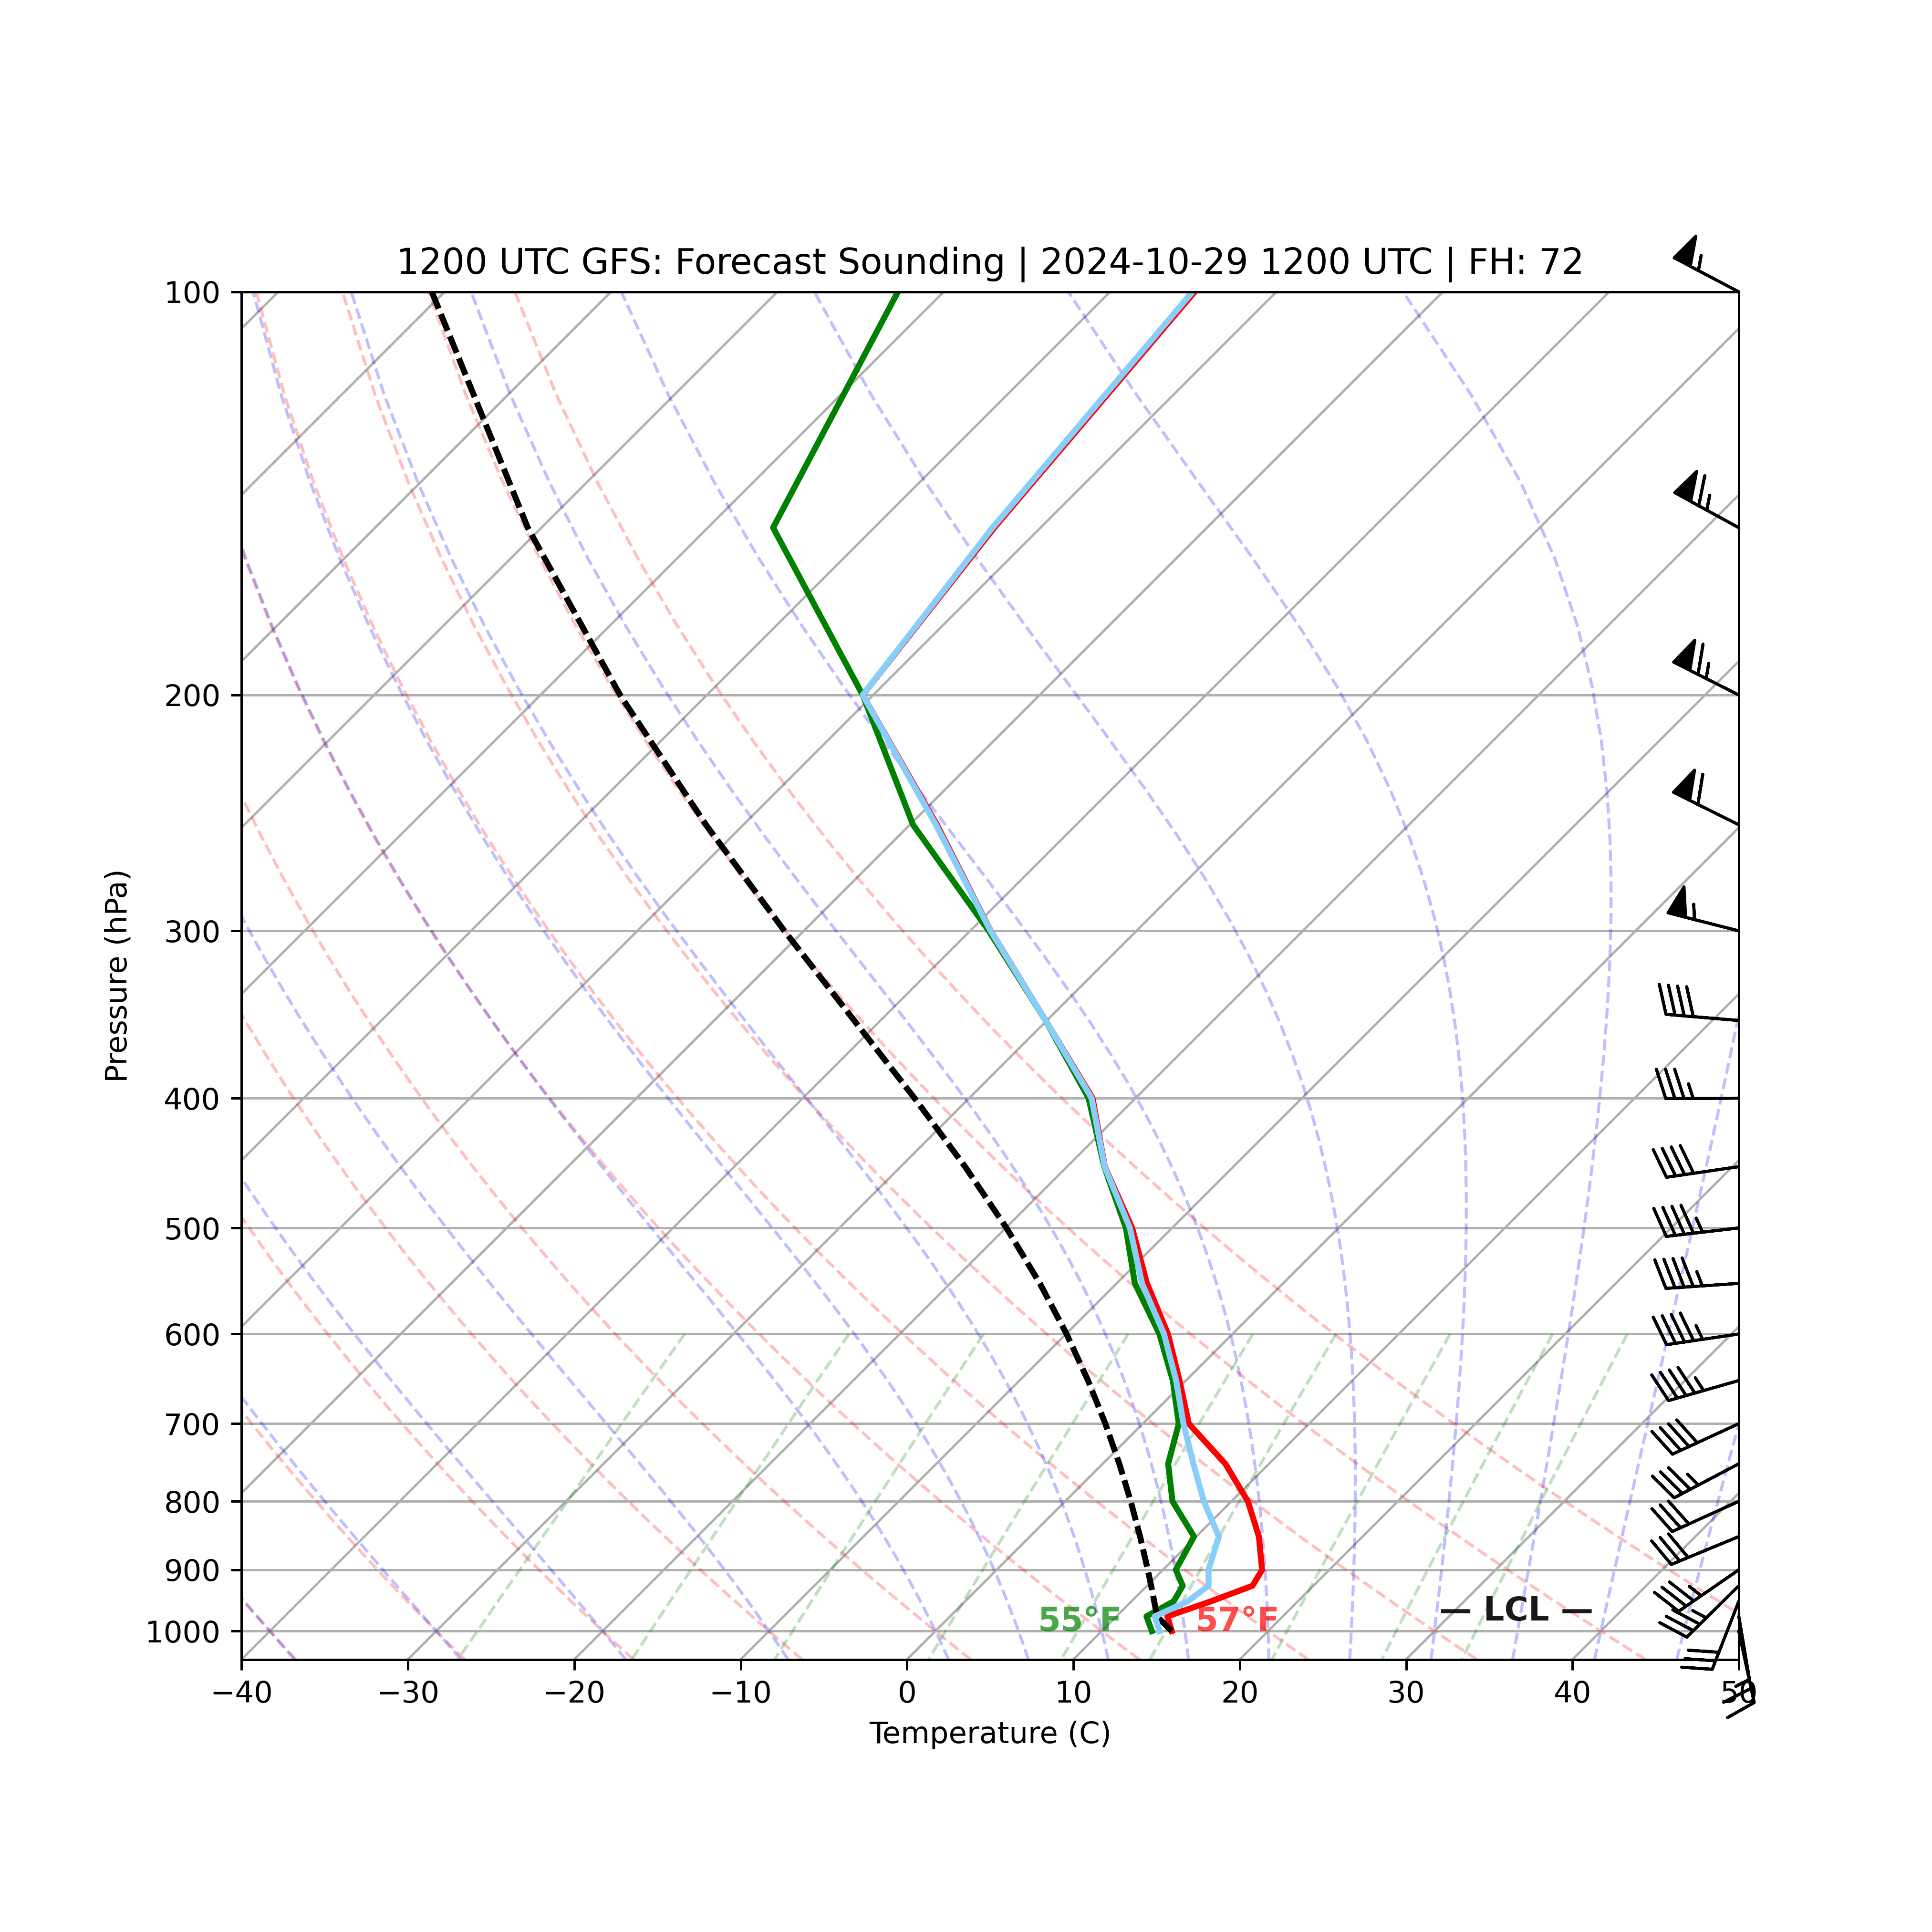 1200 UTC GFS: Forecast Sounding | 2024-10-29 1200 UTC | FH: 72
100
200
300
400
500
600
700
800
900
1000
Pressure (hPa)
55°F
57°F
— LCL —
−40 −30 −20 −10 0 10 20 30 40 50
Temperature (C)